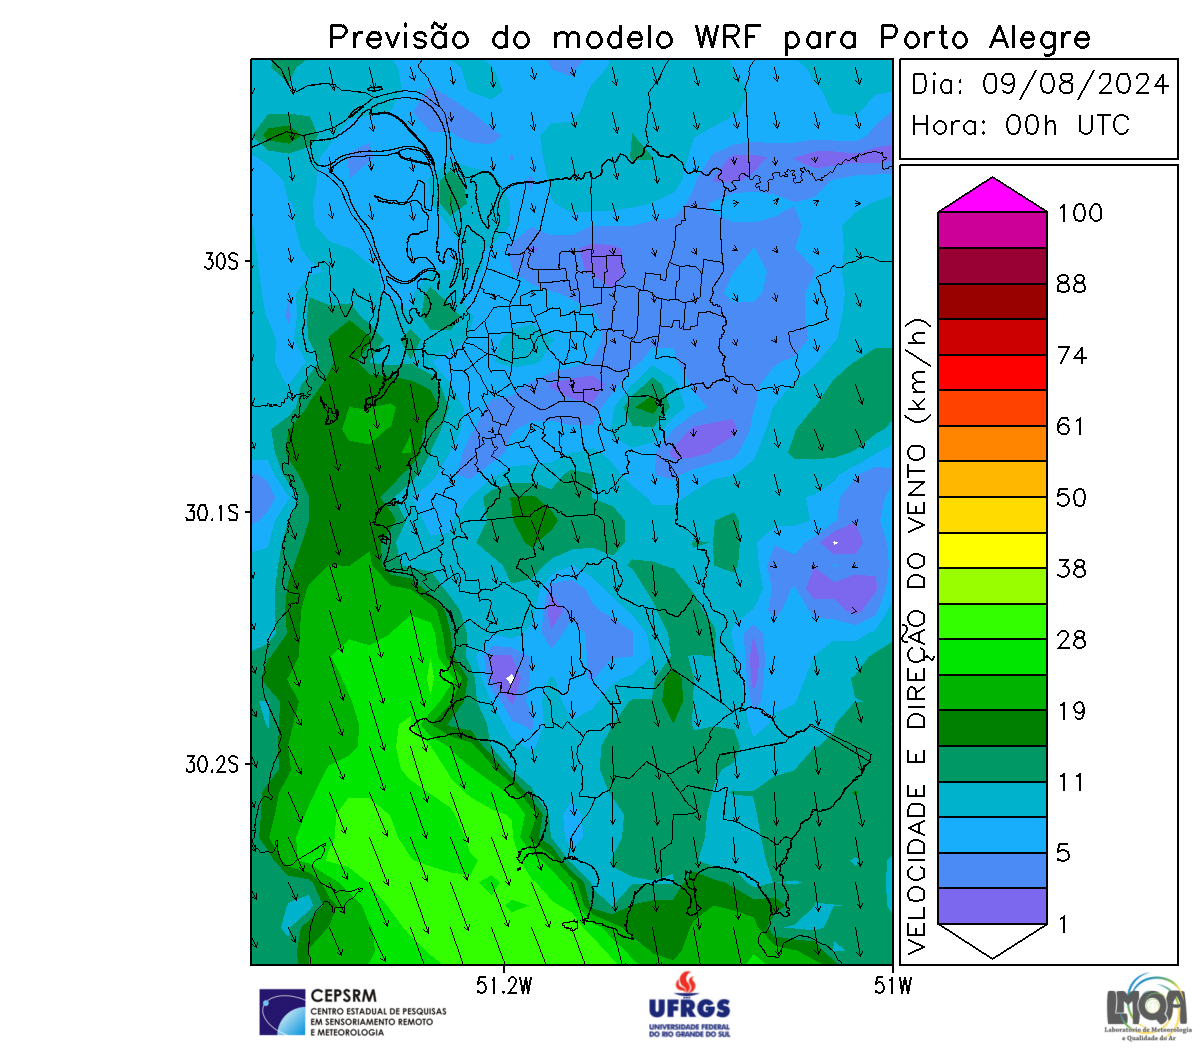 Previsão do modelo WRF para Porto Alegre
Dia: 09/08/2024
Hora: 00h UTC
30S
30.1S
30.2S
51.2W
51W
VELOCIDADE E DIREÇÃO DO VENTO (km/h)
100
88
74
61
50
38
28
19
11
5
1
CEPSRM
CENTRO ESTADUAL DE PESQUISAS
EM SENSORIAMENTO REMOTO
E METEOROLOGIA
UFRGS
UNIVERSIDADE FEDERAL
DO RIO GRANDE DO SUL
LMQA
Laboratório de Meteorologia
e Qualidade do Ar